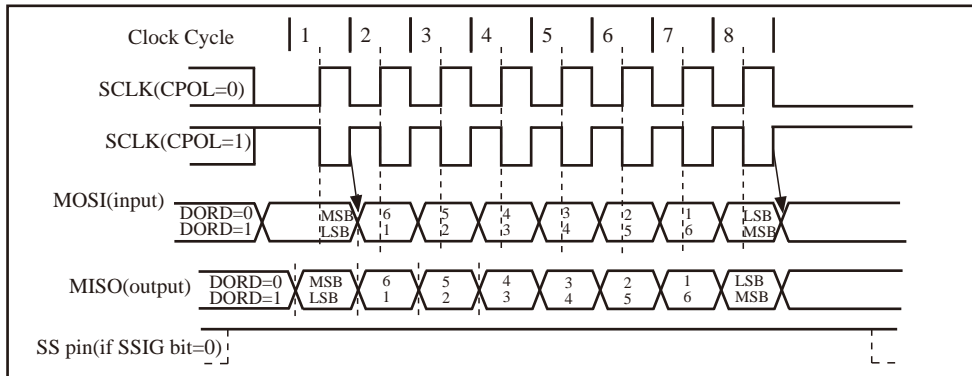 Clock Cycle 1 2 3 4 5 6 7 8
SCLK(CPOL=0)
SCLK(CPOL=1)
MOSI(input)
DORD=0 MSB 6 5 4 3 2 1 LSB
DORD=1 LSB 1 2 3 4 5 6 MSB
MISO(output)
DORD=0 MSB 6 5 4 3 2 1 LSB
DORD=1 LSB 1 2 3 4 5 6 MSB
SS pin(if SSIG bit=0)